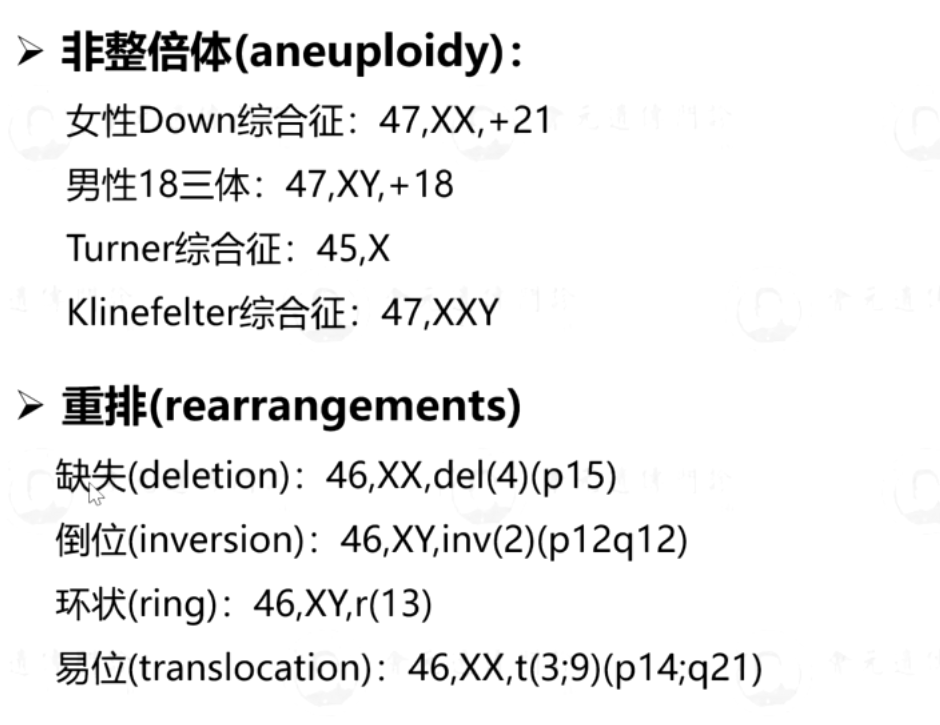 ➢ 非整倍体(aneuploidy)：
女性Down综合征：47,XX,+21
男性18三体：47,XY,+18
Turner综合征：45,X
Klinefelter综合征：47,XXY
➢ 重排(rearrangements)
缺失(deletion)：46,XX,del(4)(p15)
倒位(inversion)：46,XY,inv(2)(p12q12)
环状(ring)：46,XY,r(13)
易位(translocation)：46,XX,t(3;9)(p14;q21)